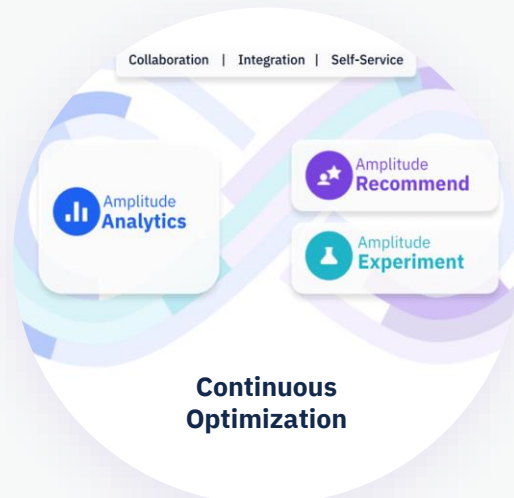 Collaboration | Integration | Self-Service
Amplitude
Analytics
Amplitude
Recommend
Amplitude
Experiment
Continuous
Optimization